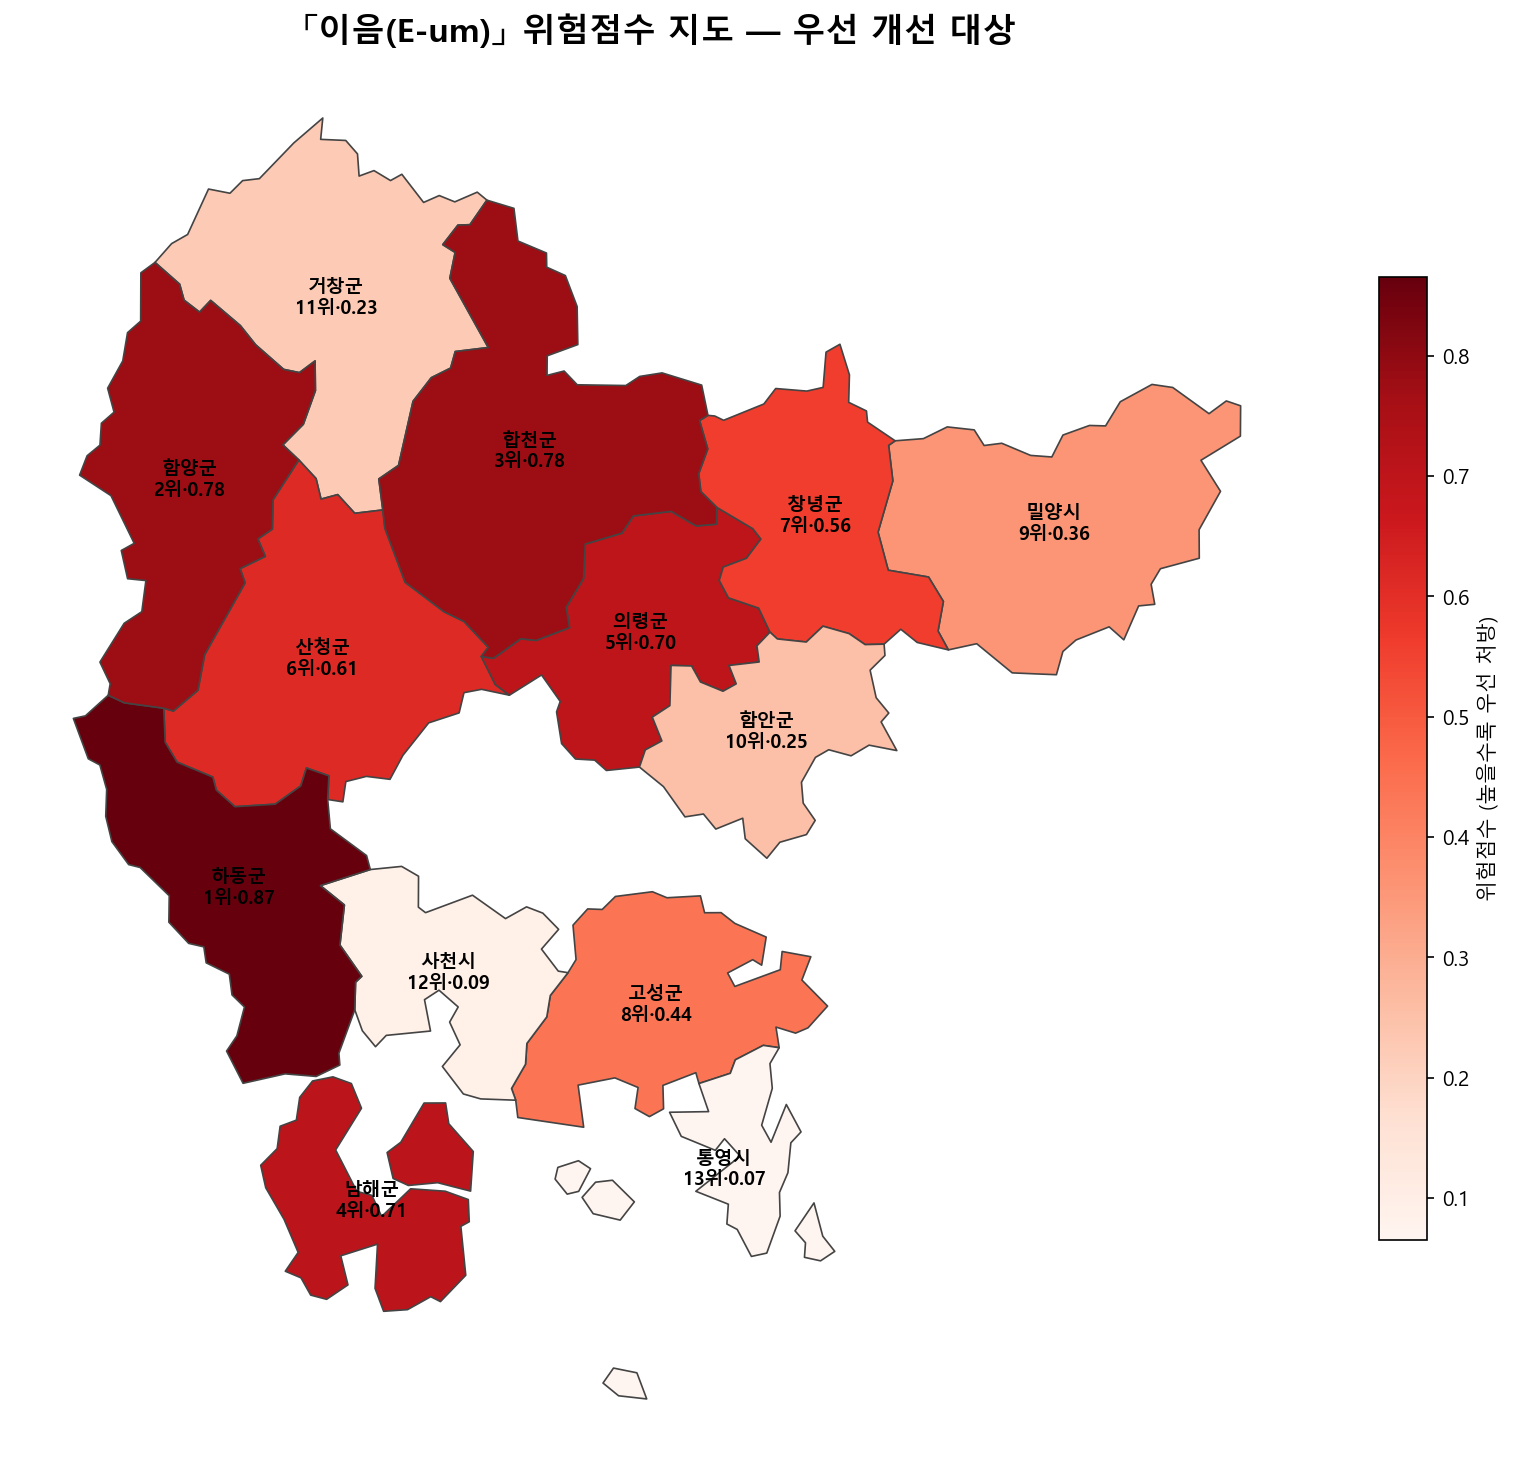 「이음(E-um)」 위험점수 지도 — 우선 개선 대상
거창군
11위·0.23
합천군
3위·0.78
함양군
2위·0.78
창녕군
7위·0.56
밀양시
9위·0.36
의령군
5위·0.70
산청군
6위·0.61
함안군
10위·0.25
하동군
1위·0.87
사천시
12위·0.09
고성군
8위·0.44
통영시
13위·0.07
남해군
4위·0.71
0.8
0.7
0.6
0.5
0.4
0.3
0.2
0.1
위험점수 (높을수록 우선 처방)